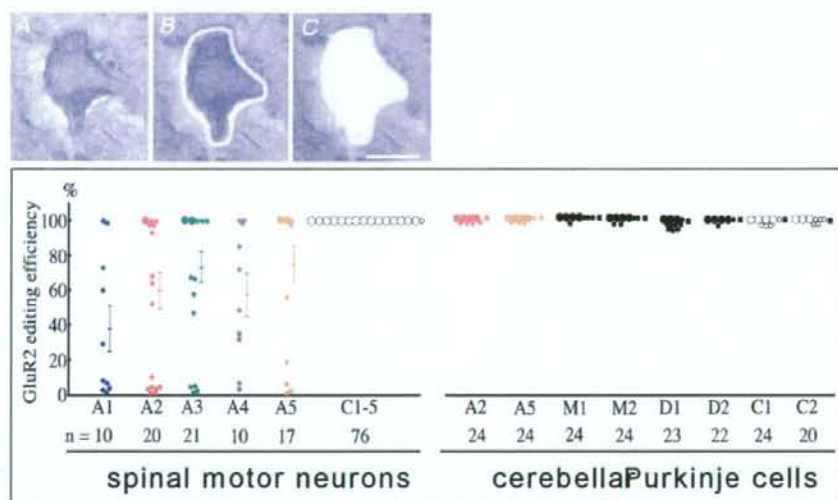 A B C
%
GluR2 editing efficiency
100
80
60
40
20
0
A1 A2 A3 A4 A5 C1-5 A2 A5 M1 M2 D1 D2 C1 C2
n = 10 20 21 10 17 76 24 24 24 24 23 22 24 20
spinal motor neurons cerebellar Purkinje cells